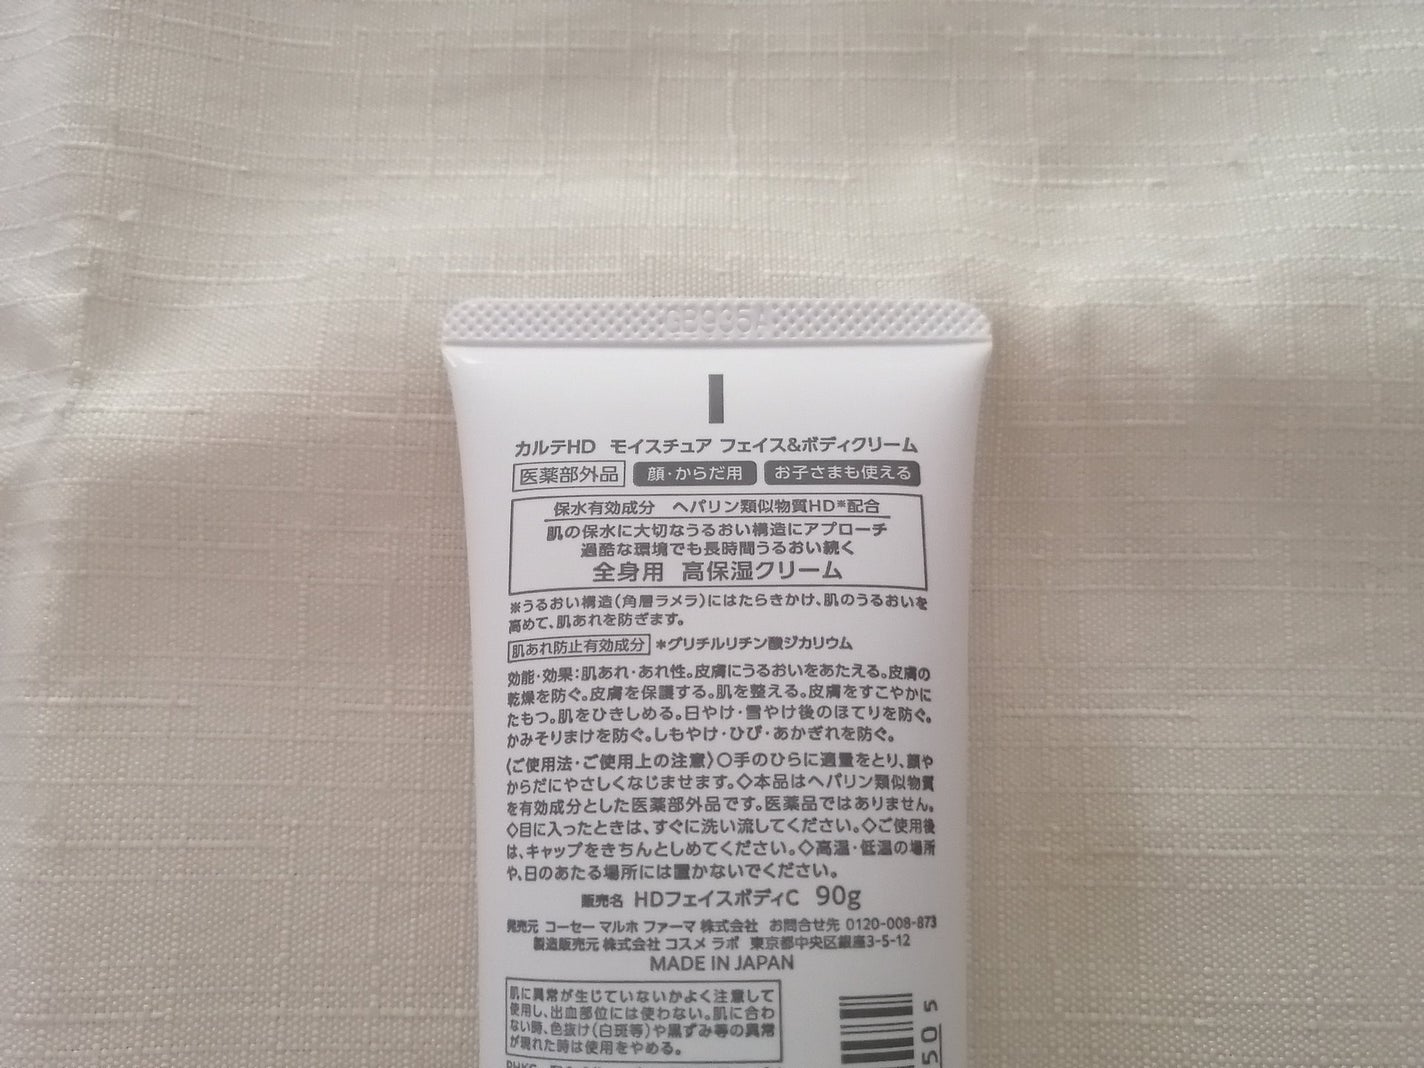 カルテHD モイスチュア フェイス&ボディクリーム
医薬部外品 顔・からだ用 お子さまも使える
保水有効成分 ヘパリン類似物質HD※配合
肌の保水に大切なうるおい構造にアプローチ
過酷な環境でも長時間うるおい続く
全身用 高保湿クリーム
※うるおい構造(角層ラメラ)にはたらきかけ、肌のうるおいを
高めて、肌あれを防ぎます。
肌あれ防止有効成分 *グリチルリチン酸ジカリウム
効能・効果:肌あれ・あれ性。皮膚にうるおいをあたえる。皮膚の
乾燥を防ぐ。皮膚を保護する。肌を整える。皮膚をすこやかに
たもつ。肌をひきしめる。日やけ・雪やけ後のほてりを防ぐ。
かみそりまけを防ぐ。しもやけ・ひび・あかぎれを防ぐ。
〈ご使用法・ご使用上の注意〉○手のひらに適量をとり、顔や
からだにやさしくなじませます。◇本品はヘパリン類似物質
を有効成分とした医薬部外品です。医薬品ではありません。
◇目に入ったときは、すぐに洗い流してください。◇ご使用後
は、キャップをきちんとしめてください。◇高温・低温の場所
や、日のあたる場所には置かないでください。
販売名 HDフェイスボディC 90g
発売元 コーセー マルホ ファーマ 株式会社 お問合せ先 0120-008-873
製造販売元 株式会社 コスメ ラボ 東京都中央区銀座3-5-12
MADE IN JAPAN
肌に異常が生じていないかよく注意して
使用し、出血部位には使わない。肌に合わ
ない時、色抜け(白斑等)や黒ずみ等の異常
が現れた時は使用をやめる。
505